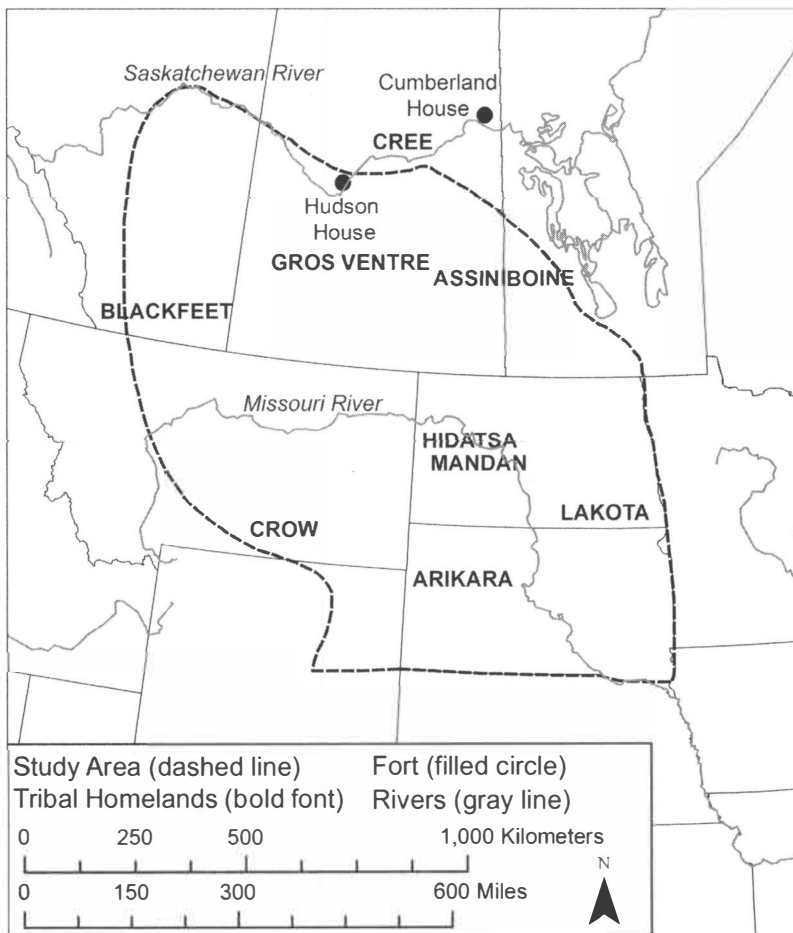 Saskatchewan River
Cumberland
House
CREE
Hudson
House
GROS VENTRE
ASSINIBOINE
BLACKFEET
Missouri River
HIDATSA
MANDAN
LAKOTA
CROW
ARIKARA
Study Area (dashed line)
Fort (filled circle)
Tribal Homelands (bold font)
Rivers (gray line)
0 250 500 1,000 Kilometers
0 150 300 600 Miles
N